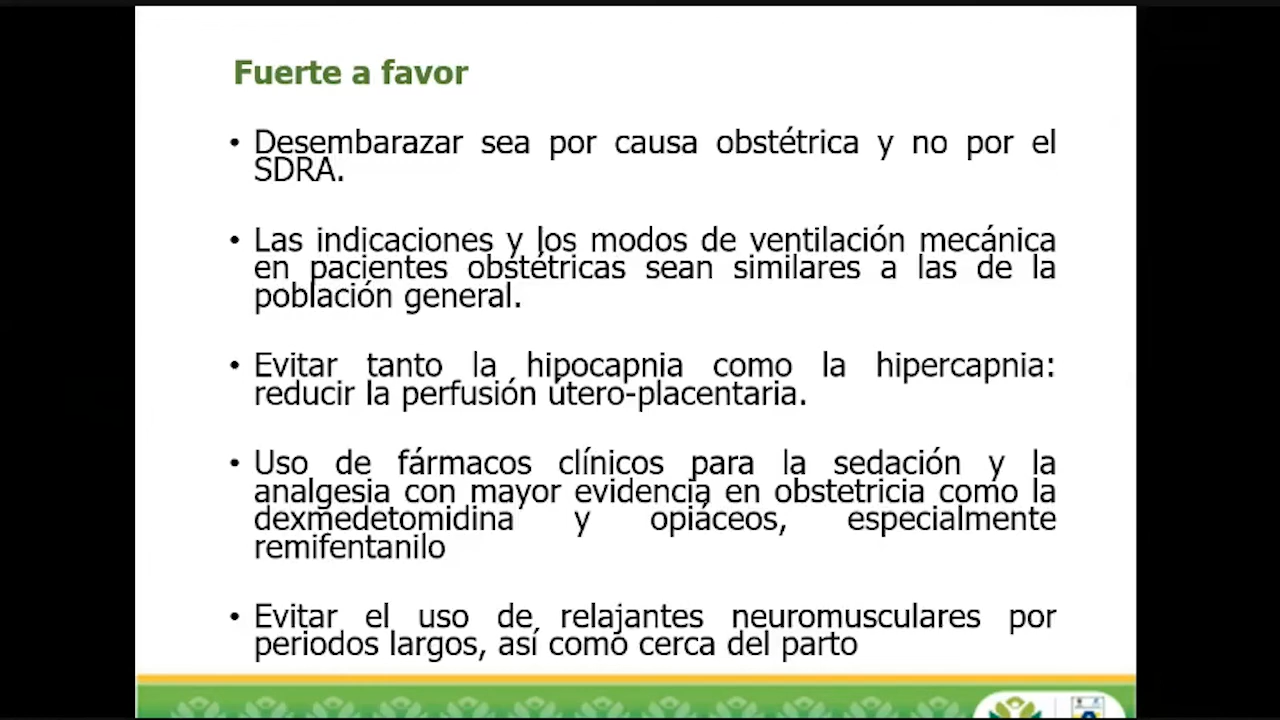 Fuerte a favor
• Desembarazar sea por causa obstétrica y no por el
SDRA.
• Las indicaciones y los modos de ventilación mecánica
en pacientes obstétricas sean similares a las de la
población general.
• Evitar tanto la hipocapnia como la hipercapnia:
reducir la perfusión útero-placentaria.
• Uso de fármacos clínicos para la sedación y la
analgesia con mayor evidencia en obstetricia como la
dexmedetomidina y opiáceos, especialmente
remifentanilo
• Evitar el uso de relajantes neuromusculares por
periodos largos, así como cerca del parto